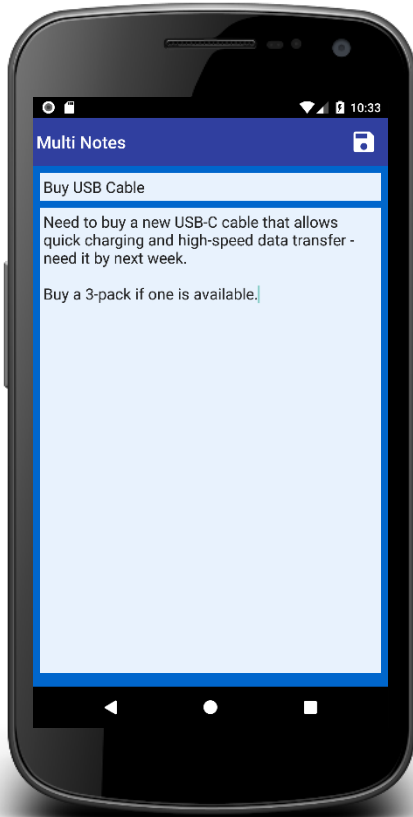 10:33
Multi Notes
Buy USB Cable
Need to buy a new USB-C cable that allows
quick charging and high-speed data transfer -
need it by next week.
Buy a 3-pack if one is available.